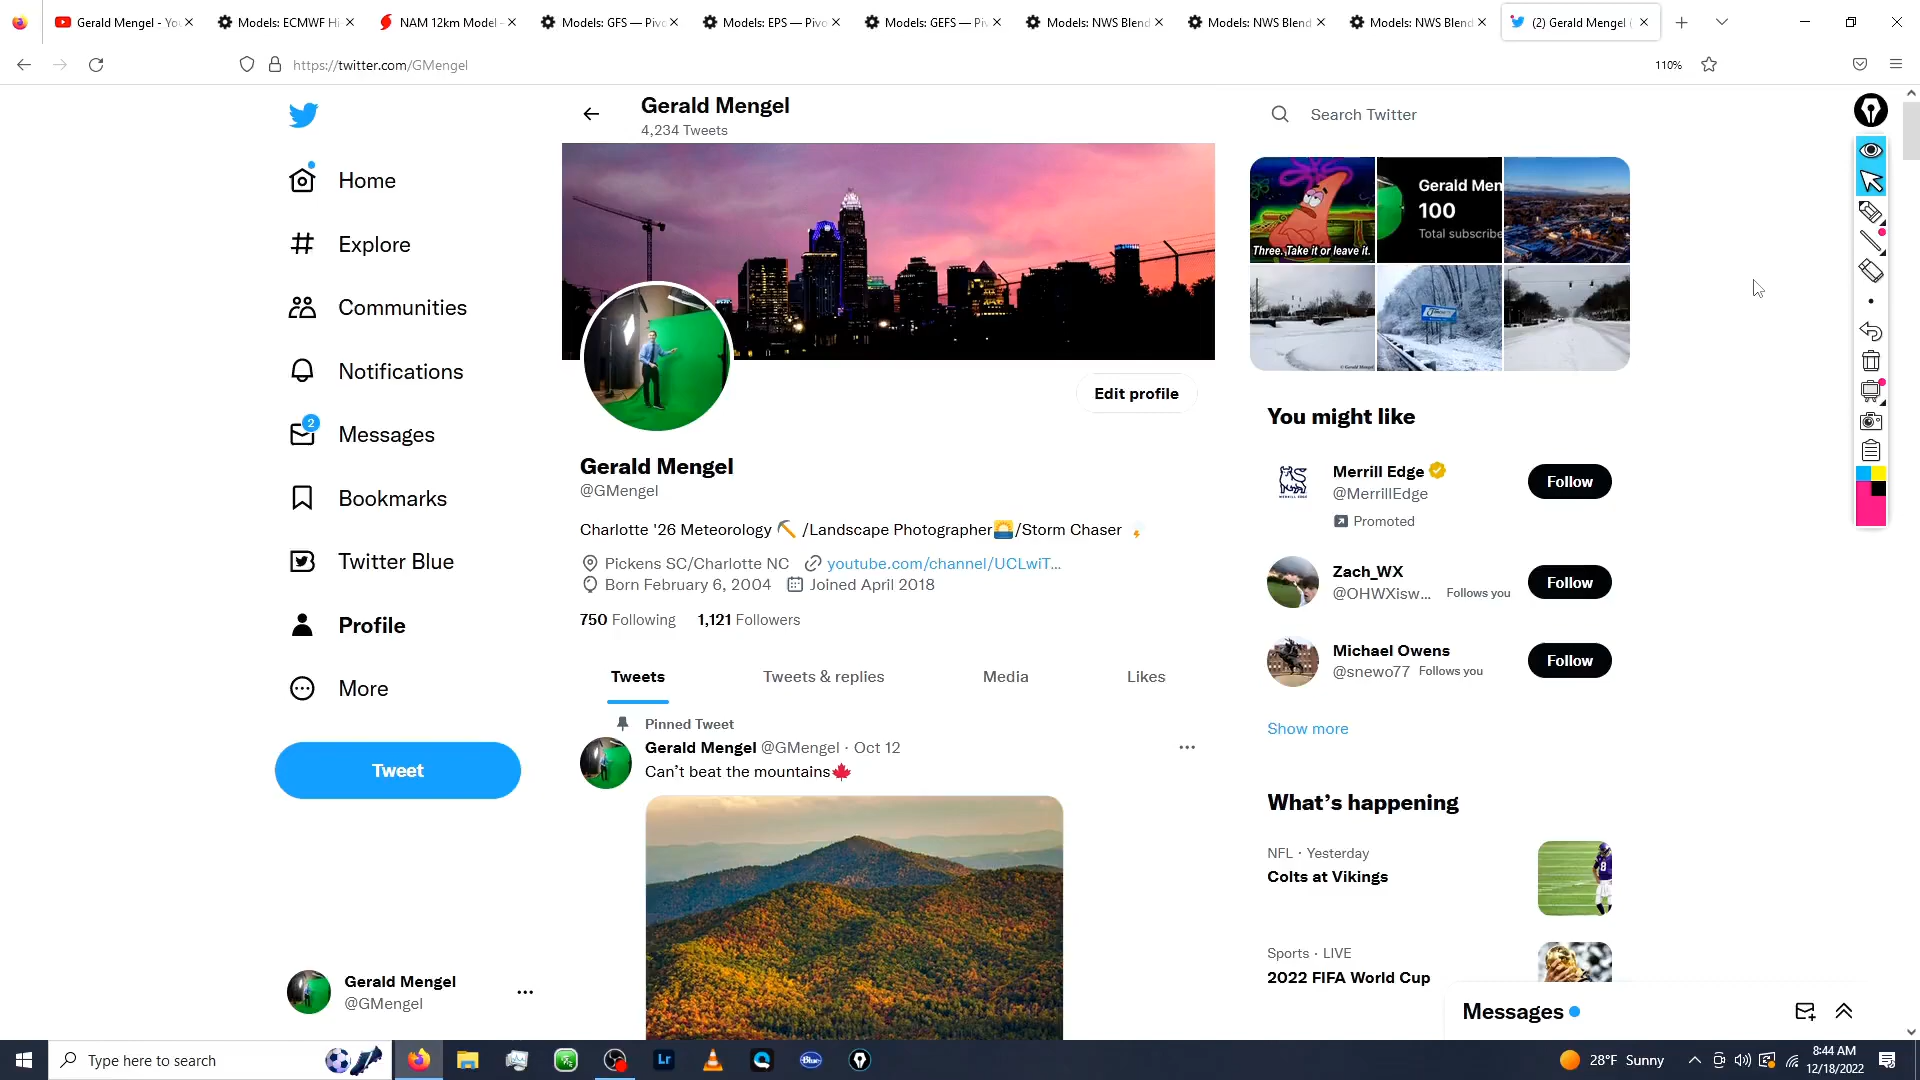 Gerald Mengel - Yo
Models: ECMWF Hi
NAM 12km Model -
Models: GFS — Pivo
Models: EPS — Pivo
Models: GEFS — Piv
Models: NWS Blend
Models: NWS Blend
Models: NWS Blend
(2) Gerald Mengel (
https://twitter.com/GMengel
110%
Gerald Mengel
4,234 Tweets
Search Twitter
Home
Explore
Communities
Notifications
2
Messages
Bookmarks
Twitter Blue
Profile
More
Tweet
Gerald Mengel
@GMengel
Edit profile
Gerald Mengel
@GMengel
Charlotte '26 Meteorology ⛏️ /Landscape Photographer🌅/Storm Chaser 🌩️
Pickens SC/Charlotte NC youtube.com/channel/UCLwiT...
Born February 6, 2004 Joined April 2018
750 Following 1,121 Followers
Tweets Tweets & replies Media Likes
Pinned Tweet
Gerald Mengel @GMengel · Oct 12
Can't beat the mountains🍁
Three. Take it or leave it.
Gerald Men
100
Total subscribe
You might like
Merrill Edge
@MerrillEdge
Promoted
Follow
Zach_WX
@OHWXisw... Follows you
Follow
Michael Owens
@snewo77 Follows you
Follow
Show more
What's happening
NFL · Yesterday
Colts at Vikings
8
Sports · LIVE
2022 FIFA World Cup
Messages
Type here to search
Lr
Blue
28°F Sunny
8:44 AM
12/18/2022